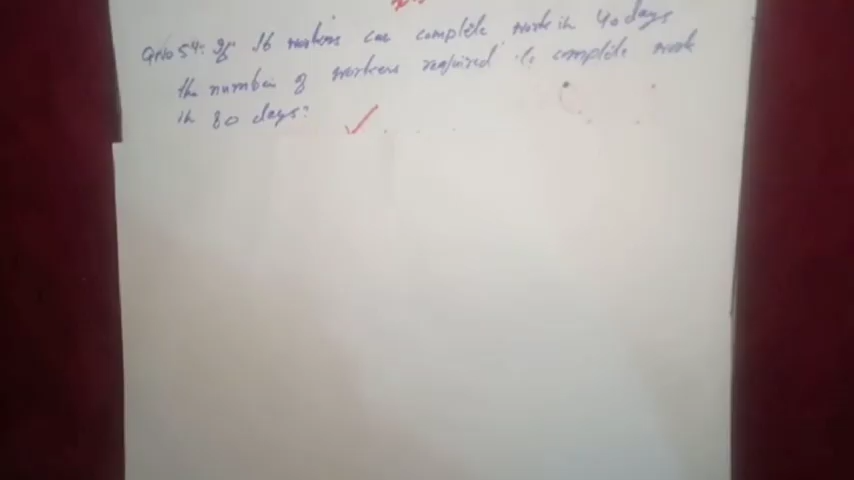 Q.No 5th: If 16 workers can complete work in 40 days
the number of workers required to complete work
in 80 days: